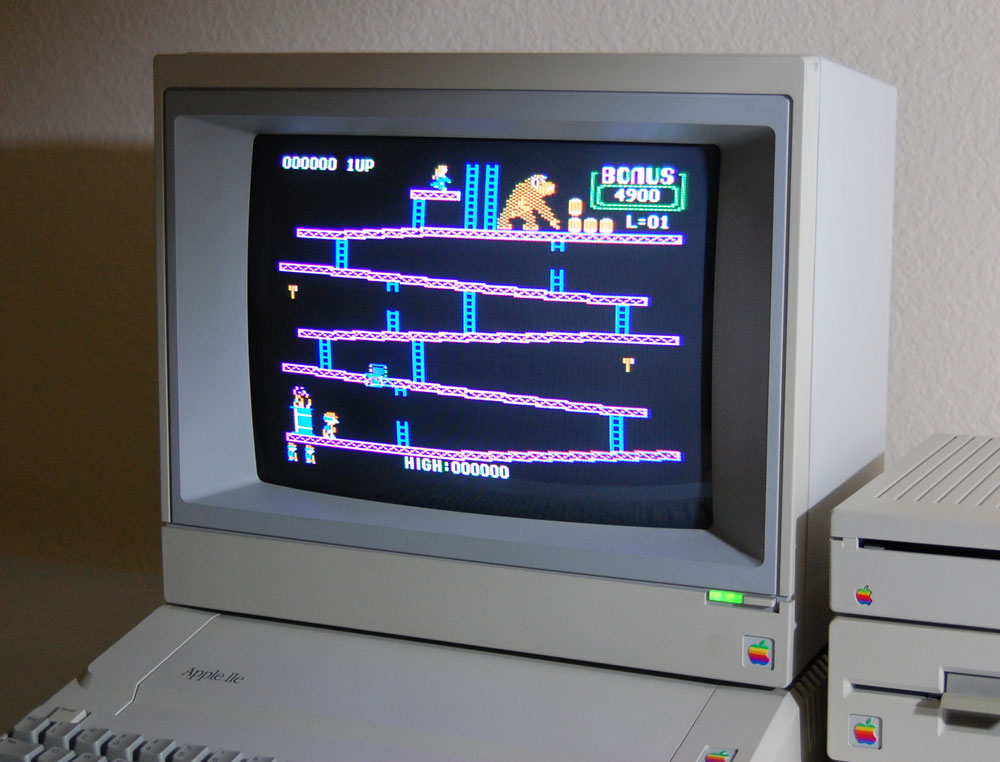 000000 1UP
BONUS
4900
L=01
HIGH:000000
Apple IIe